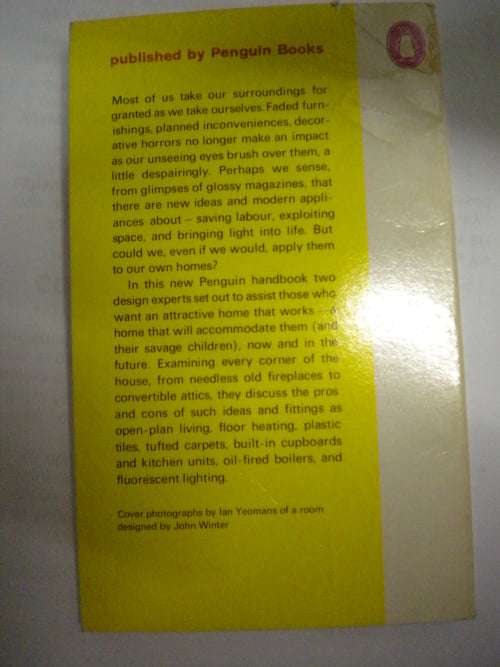 published by Penguin Books
Most of us take our surroundings for
granted as we take ourselves. Faded furn-
ishings, planned inconveniences, decor-
ative horrors no longer make an impact
as our unseeing eyes brush over them, a
little despairingly. Perhaps we sense,
from glimpses of glossy magazines, that
there are new ideas and modern appli-
ances about – saving labour, exploiting
space, and bringing light into life. But
could we, even if we would, apply them
to our own homes?
In this new Penguin handbook two
design experts set out to assist those who
want an attractive home that works – a
home that will accommodate them (and
their savage children), now and in the
future. Examining every corner of the
house, from needless old fireplaces to
convertible attics, they discuss the pros
and cons of such ideas and fittings as
open-plan living, floor heating, plastic
tiles, tufted carpets, built-in cupboards
and kitchen units, oil-fired boilers, and
fluorescent lighting.
Cover photographs by Ian Yeomans of a room
designed by John Winter